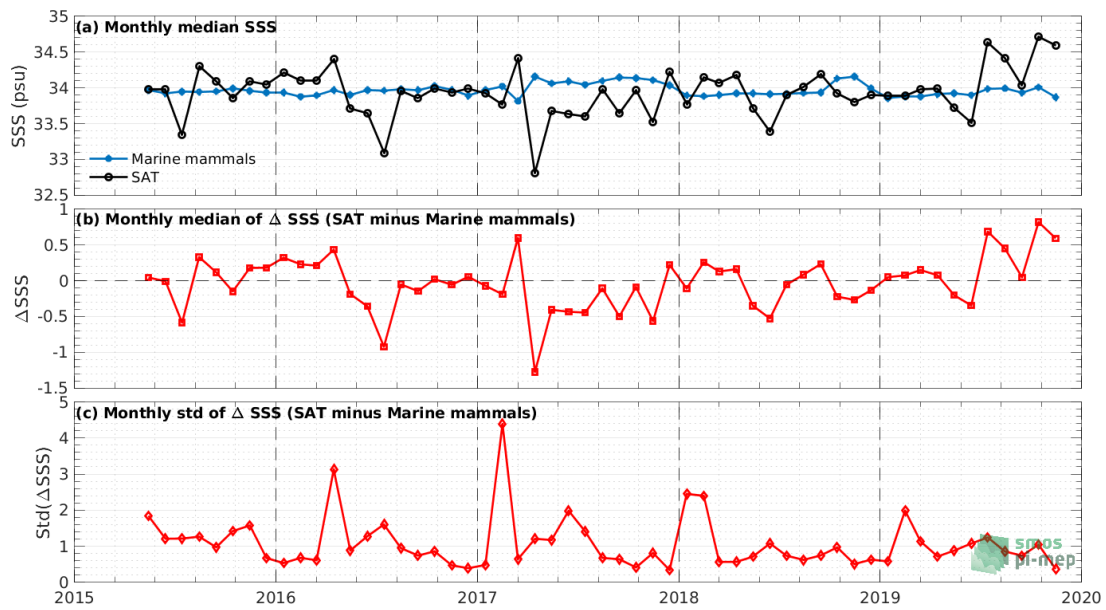 (a) Monthly median SSS
SSS (psu)
35
34.5
34
33.5
33
32.5
Marine mammals
SAT
(b) Monthly median of Δ SSS (SAT minus Marine mammals)
ΔSSS
1
0.5
0
-0.5
-1
-1.5
(c) Monthly std of Δ SSS (SAT minus Marine mammals)
Std(ΔSSS)
5
4
3
2
1
0
smos
pi-mep
2015 2016 2017 2018 2019 2020